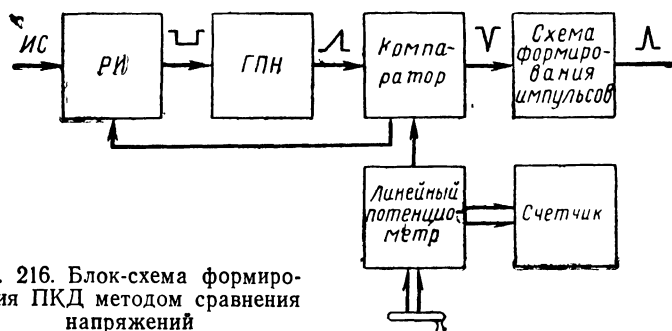 ИС
РИ
ГПН
Компа-
ратор
Схема
формиро-
вания
импульсов
Линейный
потенцио-
метр
Счетчик
. 216. Блок-схема формиро-
ия ПКД методом сравнения
напряжений